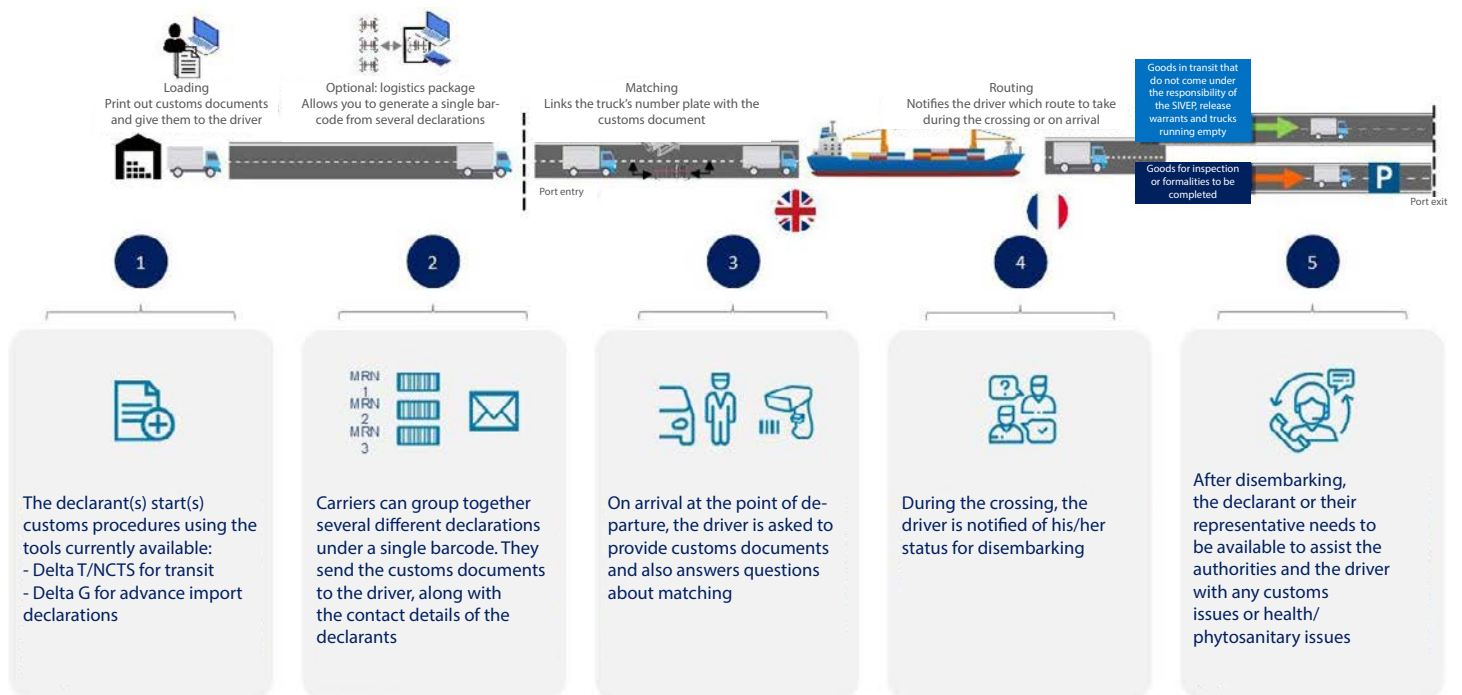 Loading
Print out customs documents
and give them to the driver
Optional: logistics package
Allows you to generate a single bar-
code from several declarations
Matching
Links the truck's number plate with the
customs document
Routing
Notifies the driver which route to take
during the crossing or on arrival
Goods in transit that
do not come under
the responsibility of
the SIVEP, release
warrants and trucks
running empty
Goods for inspection
or formalities to be
completed
P
Port entry
Port exit
1
2
3
4
5
MRN
1
MRN
2
MRN
3
?
The declarant(s) start(s)
customs procedures using the
tools currently available:
- Delta T/NCTS for transit
- Delta G for advance import
declarations
Carriers can group together
several different declarations
under a single barcode. They
send the customs documents
to the driver, along with
the contact details of the
declarants
On arrival at the point of de-
parture, the driver is asked to
provide customs documents
and also answers questions
about matching
During the crossing, the
driver is notified of his/her
status for disembarking
After disembarking,
the declarant or their
representative needs to
be available to assist the
authorities and the driver
with any customs
issues or health/
phytosanitary issues